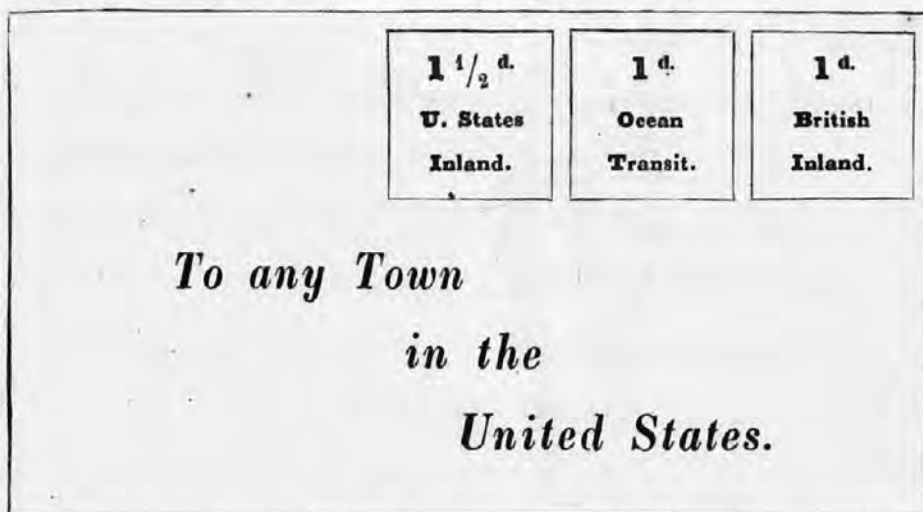 1 1/2 d.
U. States
Inland.
1 d.
Ocean
Transit.
1 d.
British
Inland.
To any Town
in the
United States.